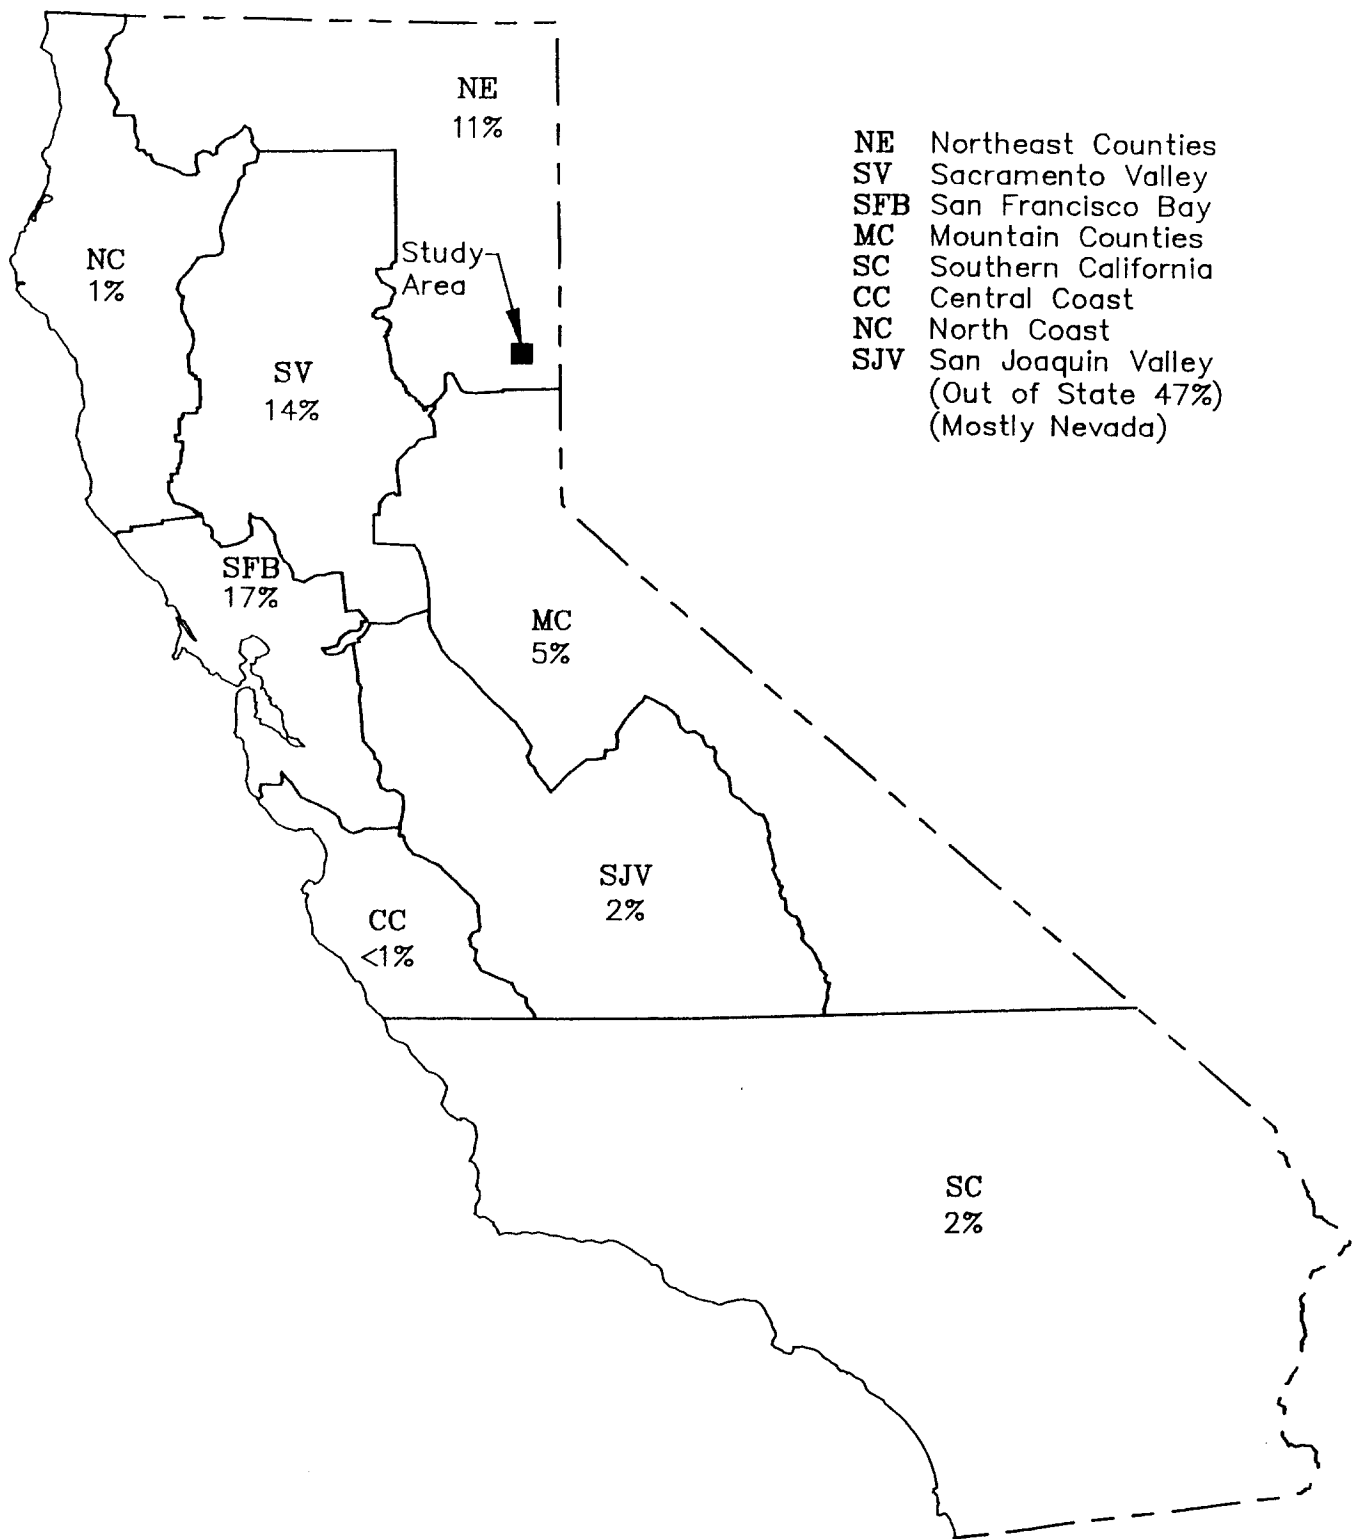 NE
11%
NE Northeast Counties
SV Sacramento Valley
SFB San Francisco Bay
MC Mountain Counties
SC Southern California
CC Central Coast
NC North Coast
SJV San Joaquin Valley
(Out of State 47%)
(Mostly Nevada)
NC
1%
Study
Area
SV
14%
SFB
17%
MC
5%
SJV
2%
CC
<1%
SC
2%